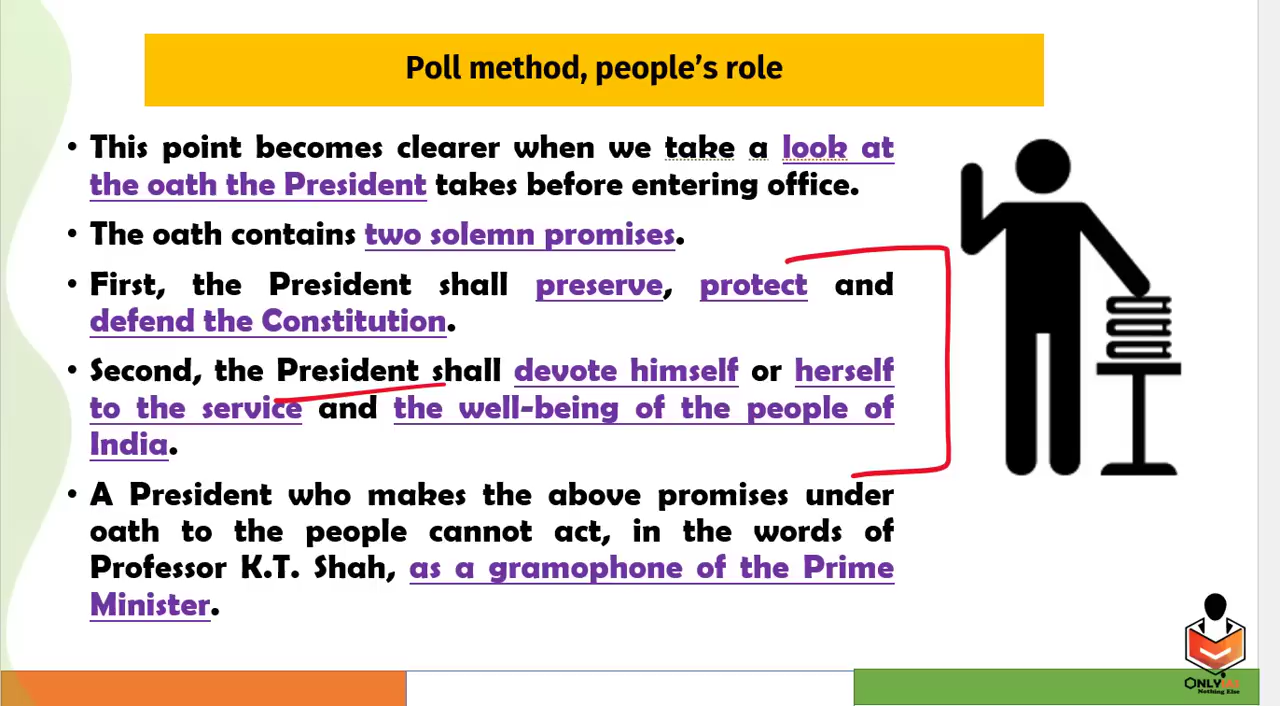 Poll method, people's role
• This point becomes clearer when we take a look at
the oath the President takes before entering office.
• The oath contains two solemn promises.
• First, the President shall preserve, protect and
defend the Constitution.
• Second, the President shall devote himself or herself
to the service and the well-being of the people of
India.
• A President who makes the above promises under
oath to the people cannot act, in the words of
Professor K.T. Shah, as a gramophone of the Prime
Minister.
ONLYIAS
Nothing Else